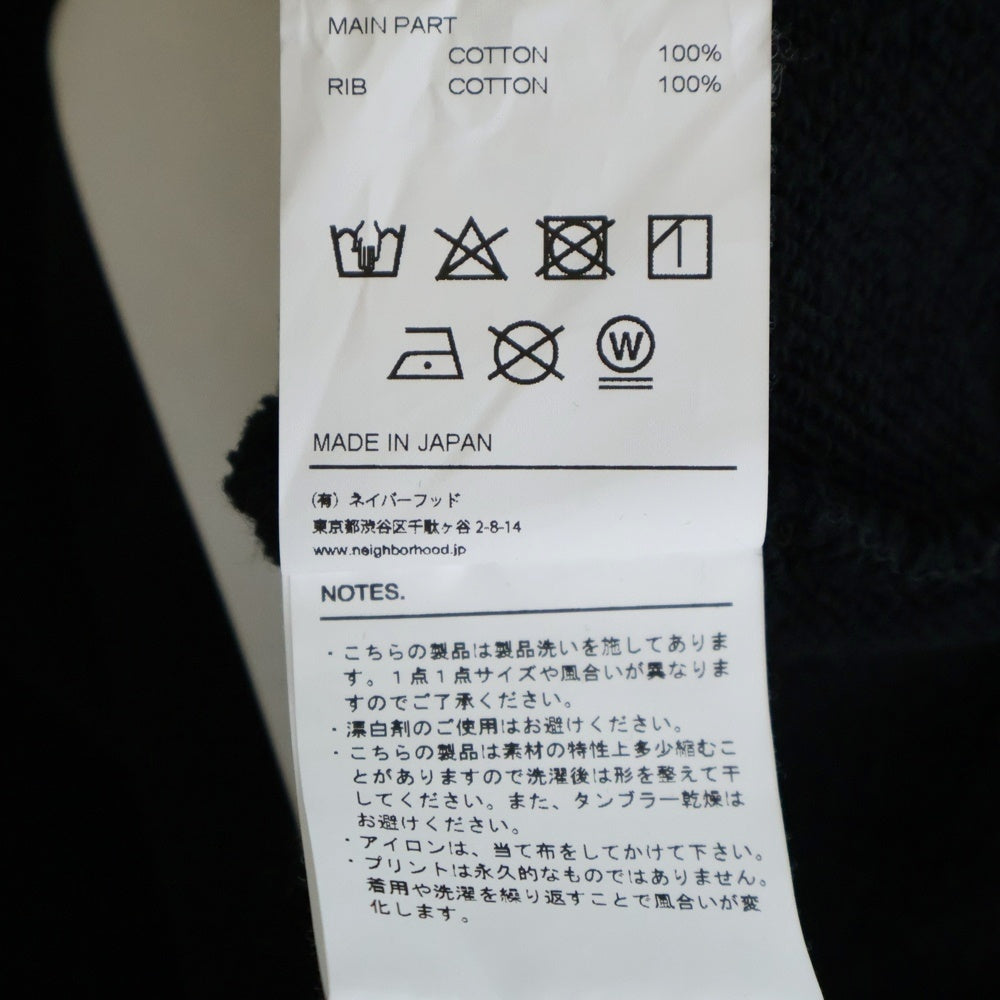 MAIN PART
COTTON 100%
RIB COTTON 100%
W
MADE IN JAPAN
(有) ネイバーフッド
東京都渋谷区千駄ヶ谷 2-8-14
www.neighborhood.jp
NOTES.
・こちらの製品は製品洗いを施してありま
す。１点１点サイズや風合いが異なりま
すのでご了承ください。
・漂白剤のご使用はお避けください。
・こちらの製品は素材の特性上多少縮むこ
とがありますので洗濯後は形を整えて干
してください。また、タンブラー乾燥は
お避けください。
・アイロンは、当て布をしてかけて下さい。
・プリントは永久的なものではありません。
着用や洗濯を繰り返すことで風合いが変
化します。